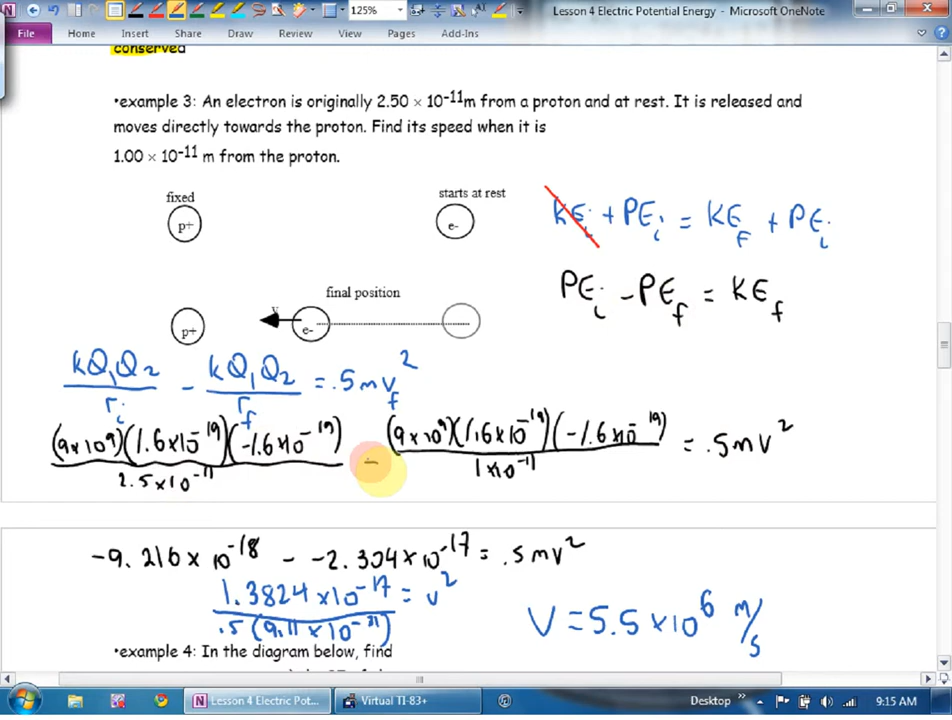 Lesson 4 Electric Potential Energy - Microsoft OneNote
125%
File Home Insert Share Draw Review View Pages Add-Ins
conserved
•example 3: An electron is originally 2.50 × 10⁻¹¹m from a proton and at rest. It is released and
moves directly towards the proton. Find its speed when it is
1.00 × 10⁻¹¹ m from the proton.
fixed
starts at rest
p+
e-
KEᵢ + PEᵢ = KE_f + PEᵢ
PEᵢ - PE_f = KE_f
final position
v
p+
e-
kQ₁Q₂/rᵢ - kQ₁Q₂/r_f = .5mv_f²
(9×10⁹)(1.6×10⁻¹⁹)(-1.6×10⁻¹⁹)/2.5×10⁻¹¹ - (9×10⁹)(1.6×10⁻¹⁹)(-1.6×10⁻¹⁹)/1×10⁻¹¹ = .5mv²
-9.216×10⁻¹⁸ - -2.304×10⁻¹⁷ = .5mv²
1.3824×10⁻¹⁷/.5(9.11×10⁻³¹) = v²
V = 5.5×10⁶ m/s
•example 4: In the diagram below, find
Lesson 4 Electric Pot...
Virtual TI-83+
Desktop
9:15 AM